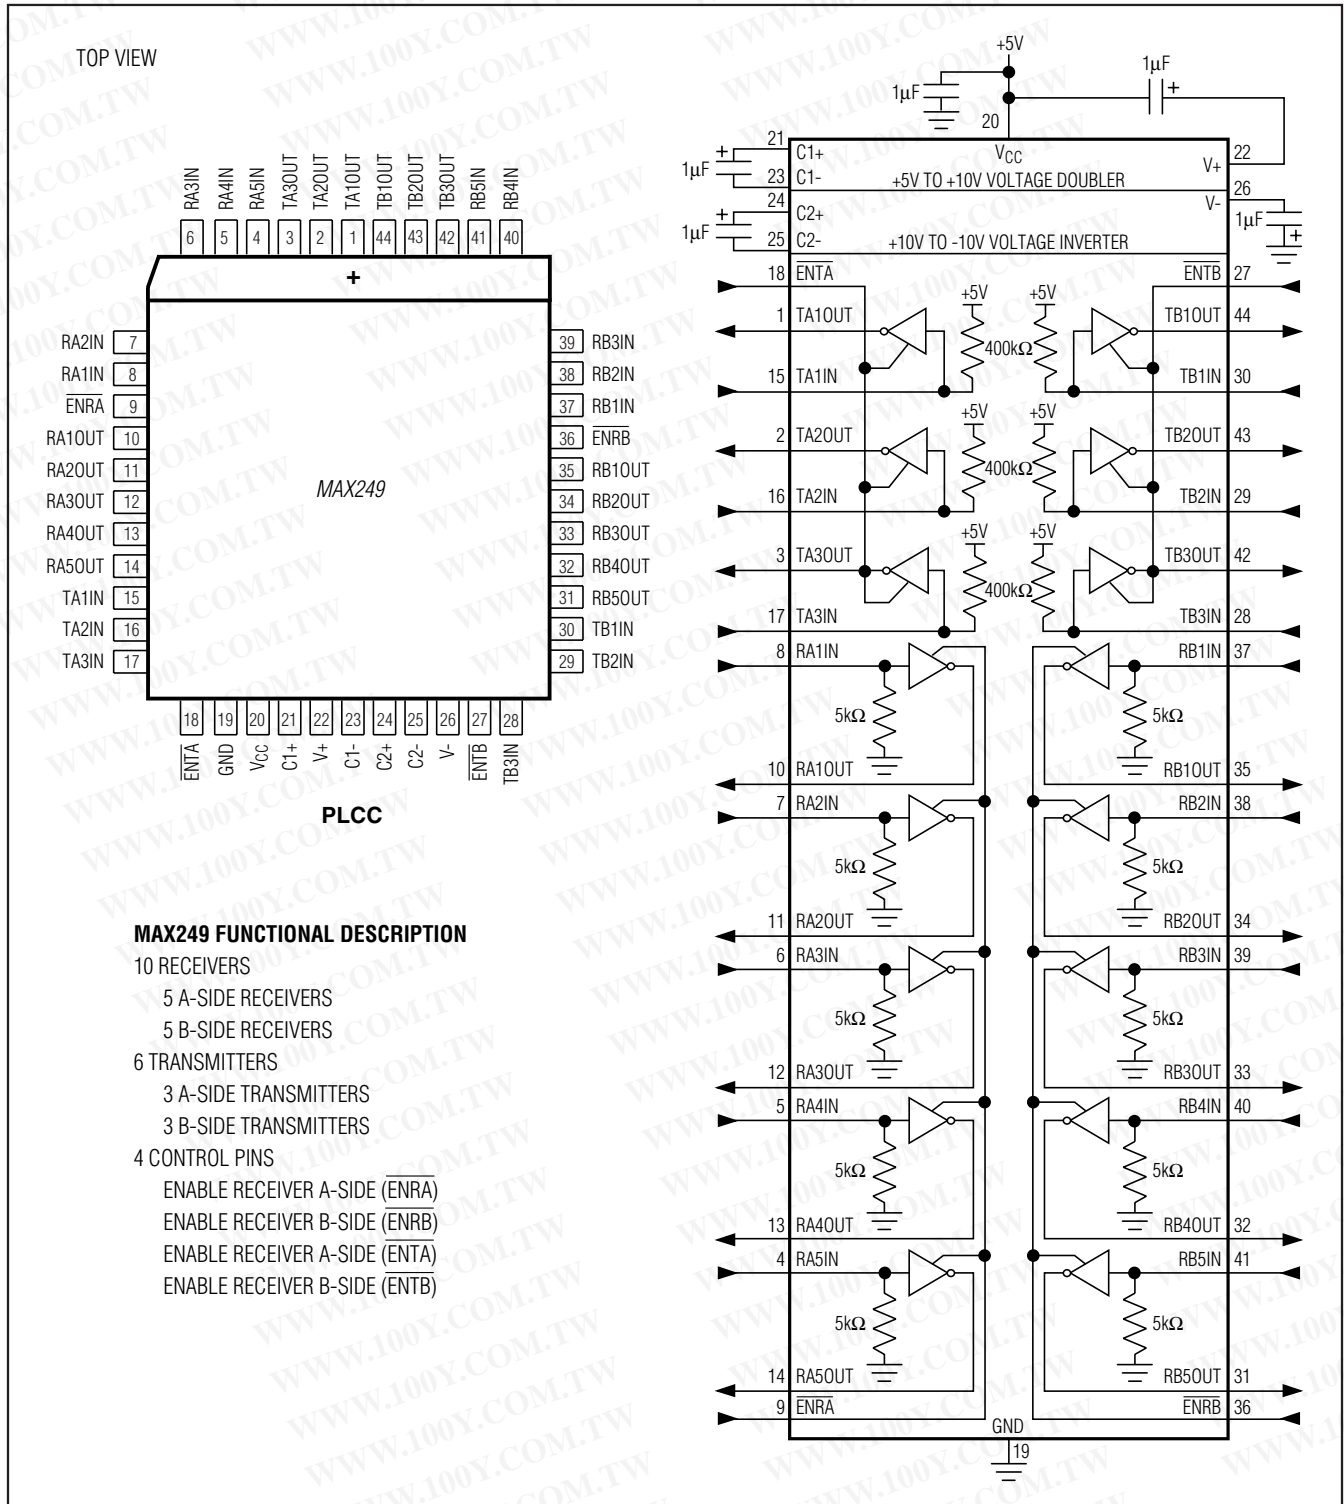 TOP VIEW
RA3IN
RA4IN
RA5IN
TA3OUT
TA2OUT
TA1OUT
TB1OUT
TB2OUT
TB3OUT
RB5IN
RB4IN
6 5 4 3 2 1 44 43 42 41 40
+
RA2IN 7
RA1IN 8
ENRA 9
RA1OUT 10
RA2OUT 11
RA3OUT 12
RA4OUT 13
RA5OUT 14
TA1IN 15
TA2IN 16
TA3IN 17
MAX249
39 RB3IN
38 RB2IN
37 RB1IN
36 ENRB
35 RB1OUT
34 RB2OUT
33 RB3OUT
32 RB4OUT
31 RB5OUT
30 TB1IN
29 TB2IN
18 19 20 21 22 23 24 25 26 27 28
ENTA
GND
VCC
C1+
V+
C1-
C2+
C2-
V-
ENTB
TB3IN
PLCC
MAX249 FUNCTIONAL DESCRIPTION
10 RECEIVERS
5 A-SIDE RECEIVERS
5 B-SIDE RECEIVERS
6 TRANSMITTERS
3 A-SIDE TRANSMITTERS
3 B-SIDE TRANSMITTERS
4 CONTROL PINS
ENABLE RECEIVER A-SIDE (ENRA)
ENABLE RECEIVER B-SIDE (ENRB)
ENABLE RECEIVER A-SIDE (ENTA)
ENABLE RECEIVER B-SIDE (ENTB)
+5V
1µF
1µF +
20
21 C1+ VCC V+ 22
+ 1µF
23 C1- +5V TO +10V VOLTAGE DOUBLER
V- 26
24 C2+
+ 1µF
1µF +
25 C2- +10V TO -10V VOLTAGE INVERTER
18 ENTA ENTB 27
+5V +5V
1 TA1OUT TB1OUT 44
400kΩ
15 TA1IN TB1IN 30
+5V +5V
2 TA2OUT TB2OUT 43
400kΩ
16 TA2IN TB2IN 29
+5V +5V
3 TA3OUT TB3OUT 42
400kΩ
17 TA3IN TB3IN 28
8 RA1IN RB1IN 37
5kΩ 5kΩ
10 RA1OUT RB1OUT 35
7 RA2IN RB2IN 38
5kΩ 5kΩ
11 RA2OUT RB2OUT 34
6 RA3IN RB3IN 39
5kΩ 5kΩ
12 RA3OUT RB3OUT 33
5 RA4IN RB4IN 40
5kΩ 5kΩ
13 RA4OUT RB4OUT 32
4 RA5IN RB5IN 41
5kΩ 5kΩ
14 RA5OUT RB5OUT 31
9 ENRA ENRB 36
GND
19
WWW.100Y.COM.TW